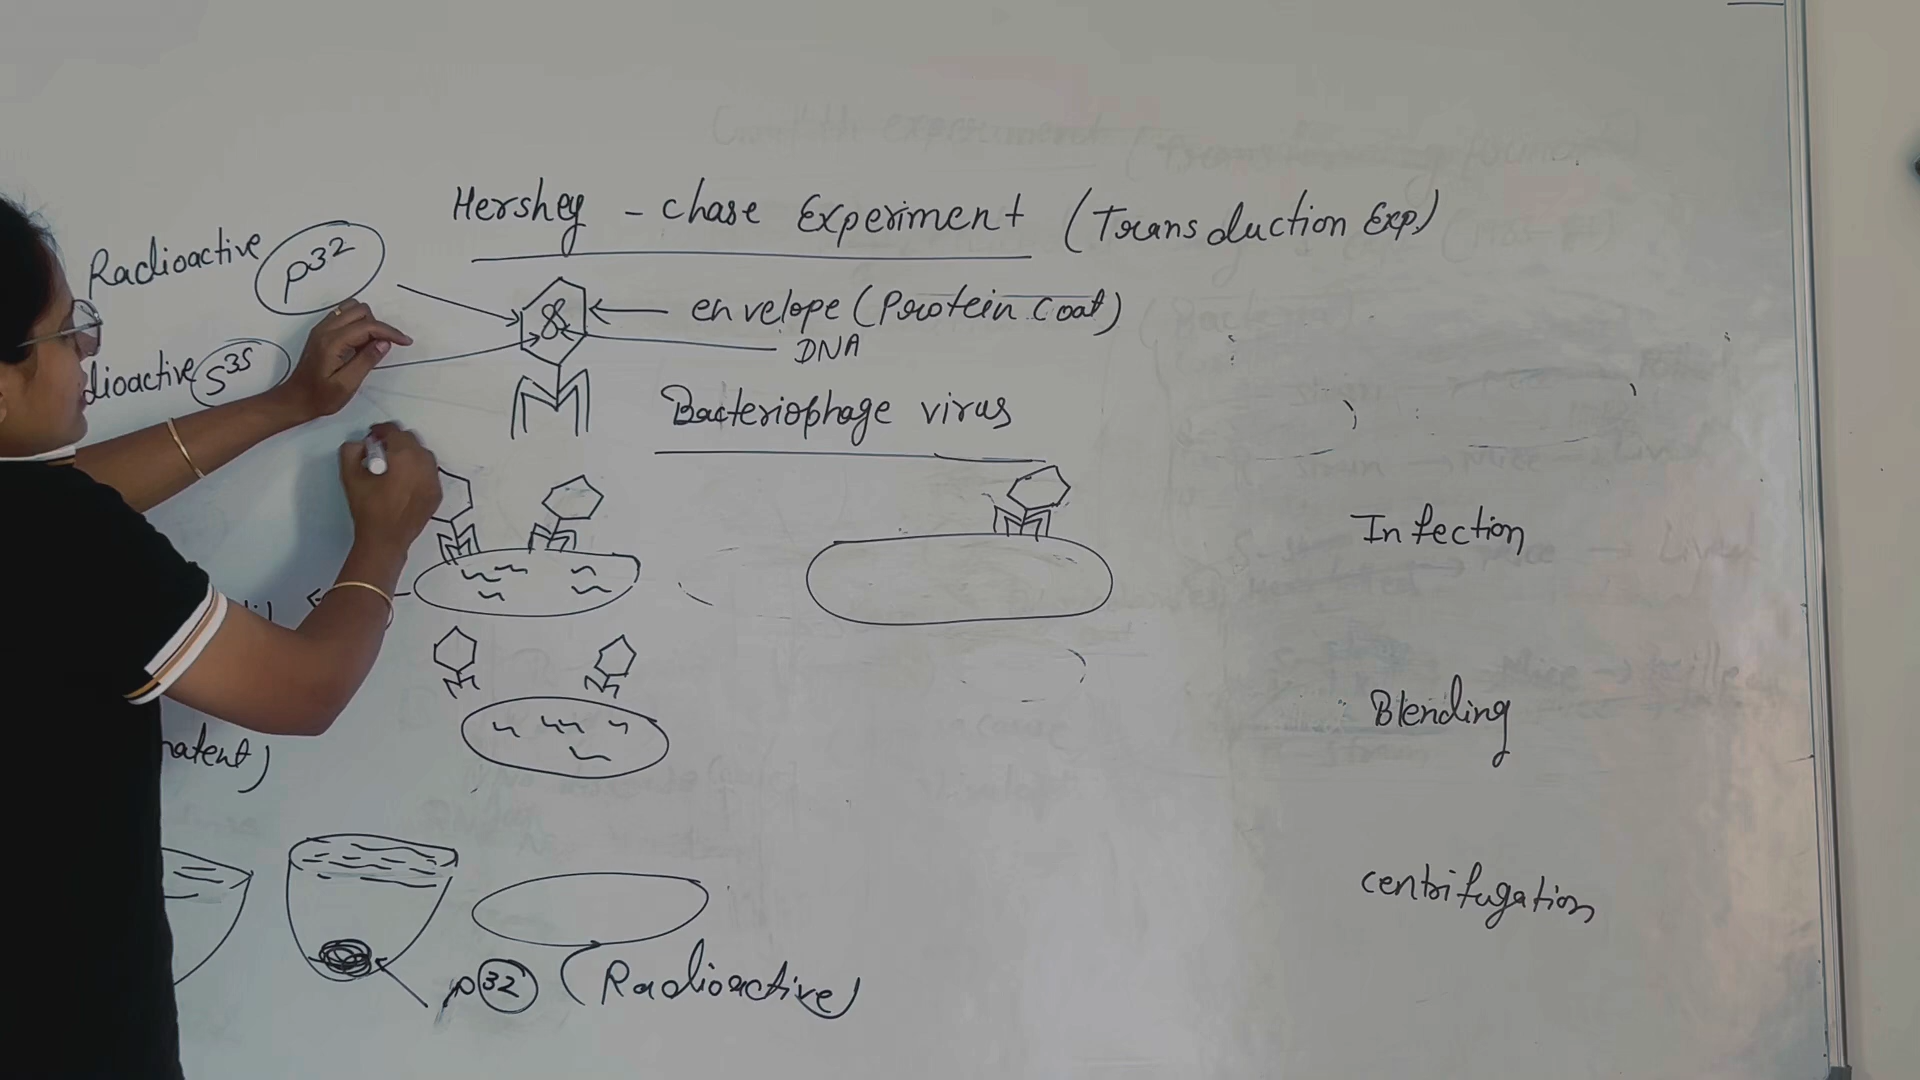 Hershey - chase Experiment (Transduction Exp.)
Radioactive P32
envelope (Protein coat)
DNA
dioactive S35
Bacteriophage virus
Infection
Blending
natent)
centrifugation
P32 (Radioactive)